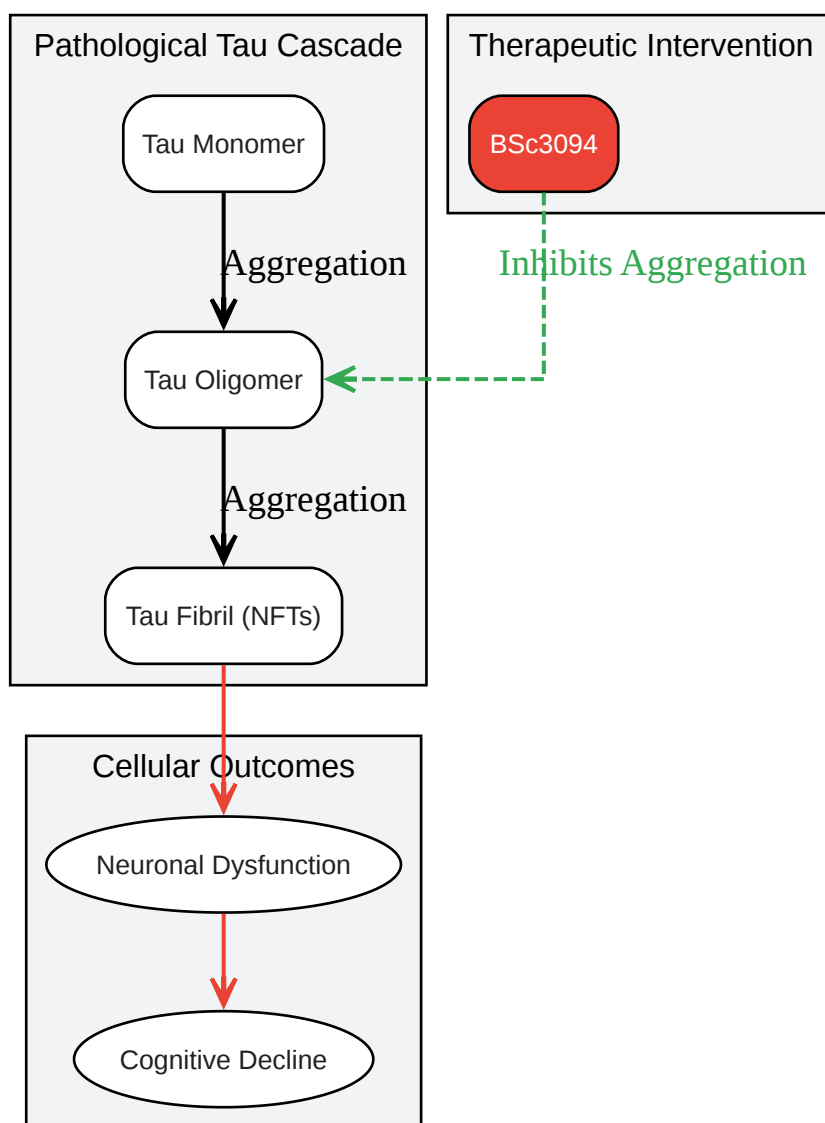 Pathological Tau Cascade
Tau Monomer
Aggregation
Tau Oligomer
Aggregation
Tau Fibril (NFTs)
Therapeutic Intervention
BSc3094
Inhibits Aggregation
Cellular Outcomes
Neuronal Dysfunction
Cognitive Decline